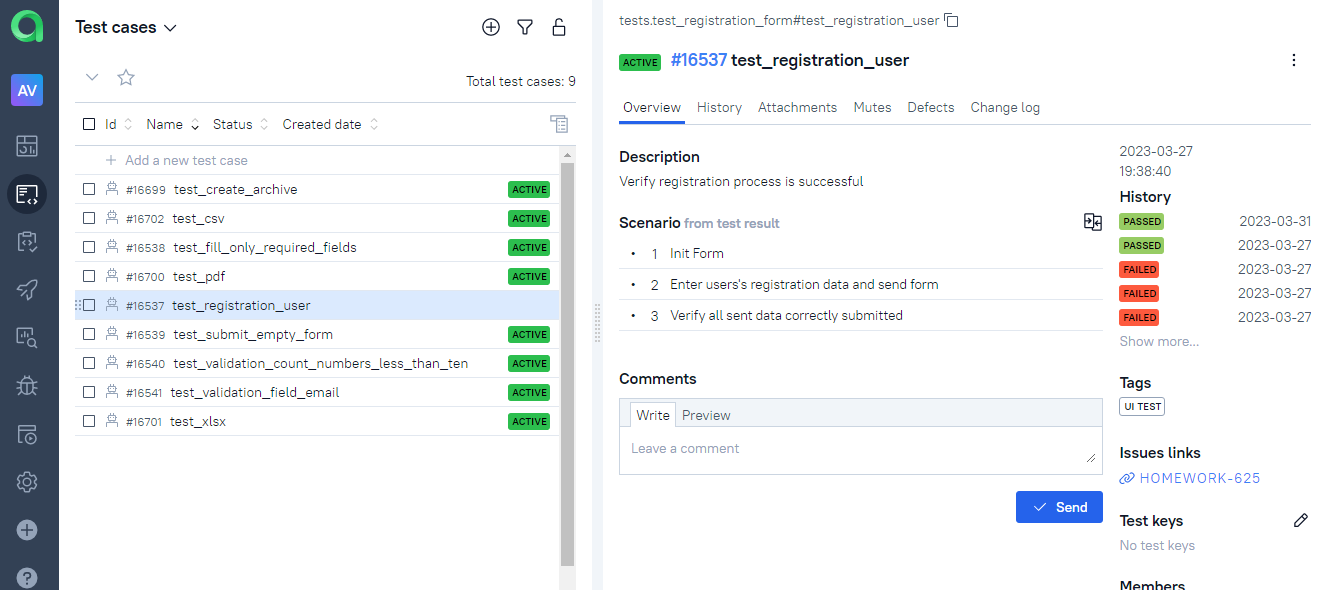 AV
Test cases
Total test cases: 9
Id Name Status Created date
Add a new test case
#16699 test_create_archive ACTIVE
#16702 test_csv ACTIVE
#16538 test_fill_only_required_fields ACTIVE
#16700 test_pdf ACTIVE
#16537 test_registration_user
#16539 test_submit_empty_form ACTIVE
#16540 test_validation_count_numbers_less_than_ten ACTIVE
#16541 test_validation_field_email ACTIVE
#16701 test_xlsx ACTIVE
tests.test_registration_form#test_registration_user
ACTIVE #16537 test_registration_user
Overview History Attachments Mutes Defects Change log
Description
Verify registration process is successful
Scenario from test result
• 1 Init Form
• 2 Enter users's registration data and send form
• 3 Verify all sent data correctly submitted
Comments
Write Preview
Leave a comment
Send
2023-03-27
19:38:40
History
PASSED 2023-03-31
PASSED 2023-03-27
FAILED 2023-03-27
FAILED 2023-03-27
FAILED 2023-03-27
Show more...
Tags
UI TEST
Issues links
HOMEWORK-625
Test keys
No test keys
Members